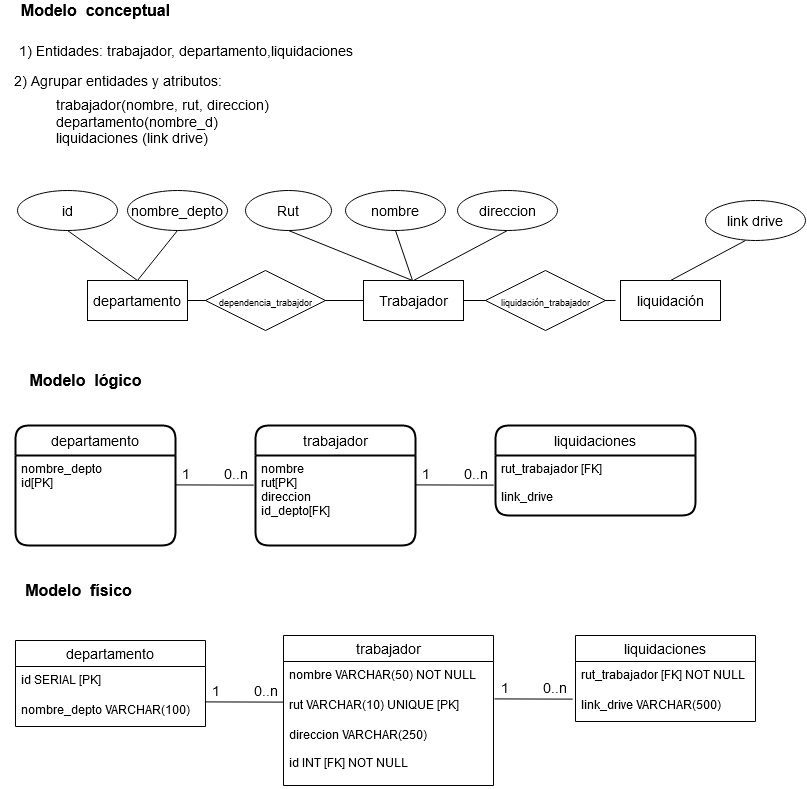 Modelo conceptual
1) Entidades: trabajador, departamento,liquidaciones
2) Agrupar entidades y atributos:
trabajador(nombre, rut, direccion)
departamento(nombre_d)
liquidaciones (link drive)
id
nombre_depto
Rut
nombre
direccion
link drive
departamento
dependencia_trabajdor
Trabajador
liquidación_trabajador
liquidación
Modelo lógico
departamento
nombre_depto
id[PK]
1
0..n
trabajador
nombre
rut[PK]
direccion
id_depto[FK]
1
0..n
liquidaciones
rut_trabajador [FK]
link_drive
Modelo físico
departamento
id SERIAL [PK]
nombre_depto VARCHAR(100)
1
0..n
trabajador
nombre VARCHAR(50) NOT NULL
rut VARCHAR(10) UNIQUE [PK]
direccion VARCHAR(250)
id INT [FK] NOT NULL
1
0..n
liquidaciones
rut_trabajador [FK] NOT NULL
link_drive VARCHAR(500)